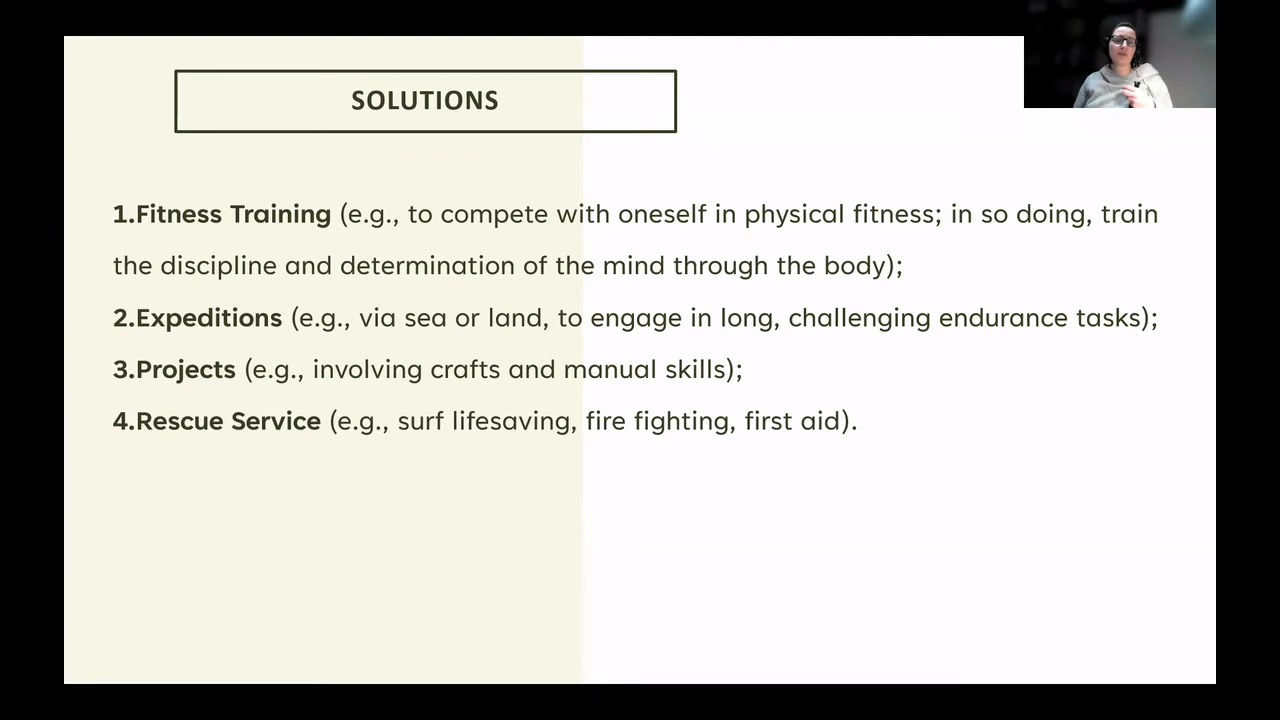 SOLUTIONS
1.Fitness Training (e.g., to compete with oneself in physical fitness; in so doing, train
the discipline and determination of the mind through the body);
2.Expeditions (e.g., via sea or land, to engage in long, challenging endurance tasks);
3.Projects (e.g., involving crafts and manual skills);
4.Rescue Service (e.g., surf lifesaving, fire fighting, first aid).